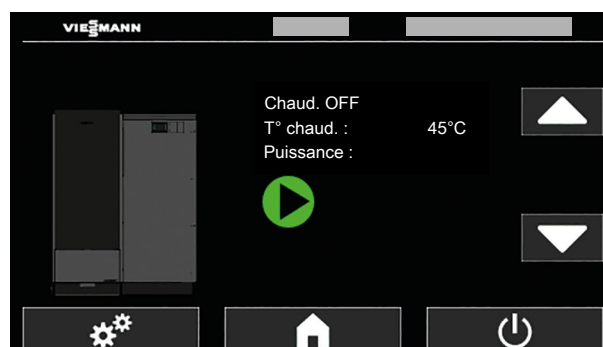 VIESMANN
Chaud. OFF
T° chaud. : 45°C
Puissance :